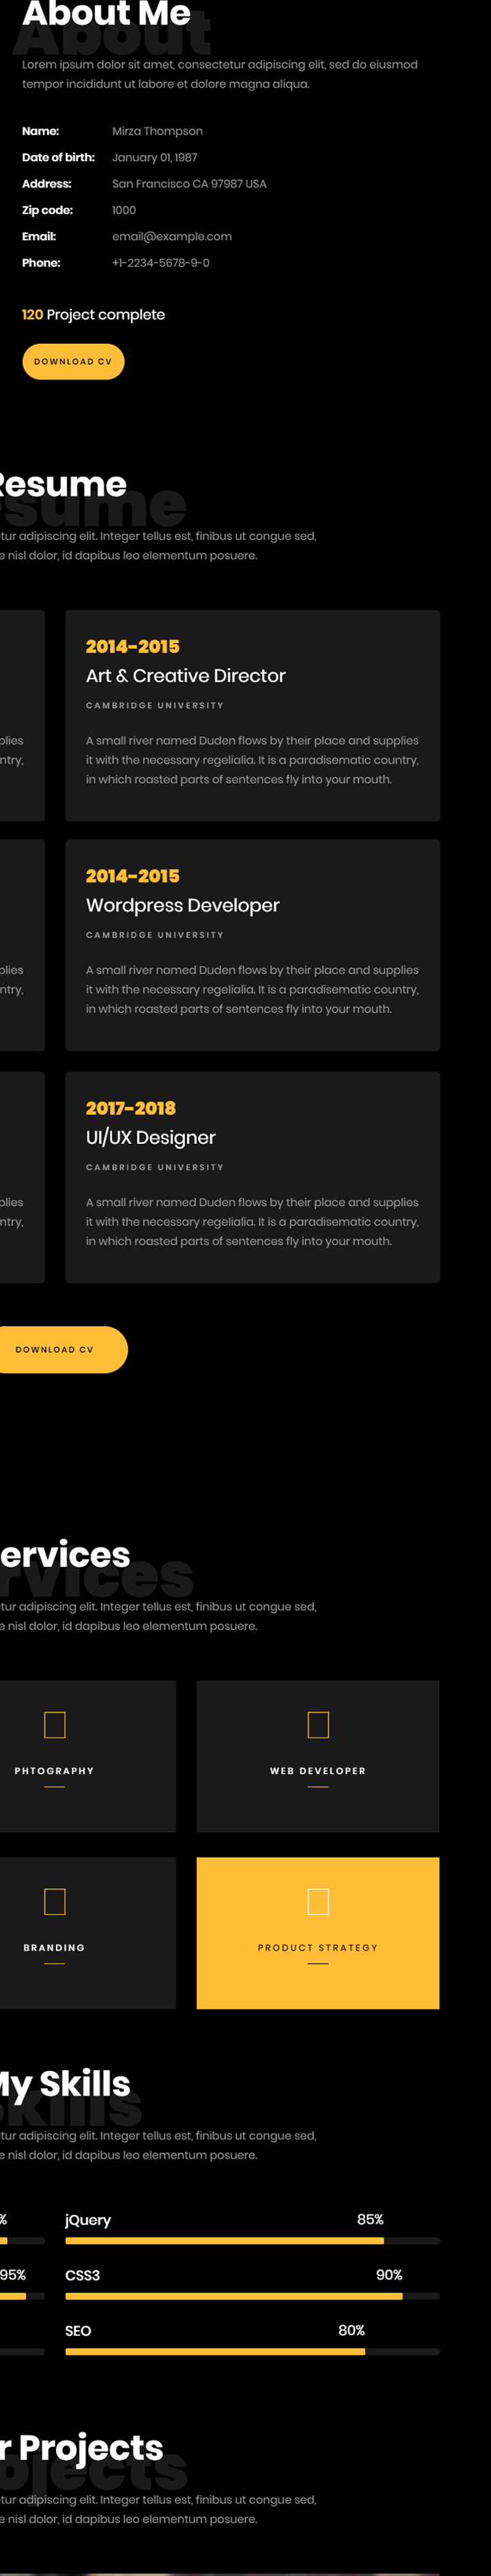 About Me
About
Lorem ipsum dolor sit amet, consectetur adipiscing elit, sed do eiusmod
tempor incididunt ut labore et dolore magna aliqua.
Name: Mirza Thompson
Date of birth: January 01, 1987
Address: San Francisco CA 97987 USA
Zip code: 1000
Email: email@example.com
Phone: +1-2234-5678-9-0
120 Project complete
DOWNLOAD CV
Resume
sume
tur adipiscing elit. Integer tellus est, finibus ut congue sed,
e nisl dolor, id dapibus leo elementum posuere.
2014-2015
Art & Creative Director
CAMBRIDGE UNIVERSITY
plies
ntry,
A small river named Duden flows by their place and supplies
it with the necessary regelialia. It is a paradisematic country,
in which roasted parts of sentences fly into your mouth.
2014-2015
Wordpress Developer
CAMBRIDGE UNIVERSITY
plies
ntry,
A small river named Duden flows by their place and supplies
it with the necessary regelialia. It is a paradisematic country,
in which roasted parts of sentences fly into your mouth.
2017-2018
UI/UX Designer
CAMBRIDGE UNIVERSITY
plies
ntry,
A small river named Duden flows by their place and supplies
it with the necessary regelialia. It is a paradisematic country,
in which roasted parts of sentences fly into your mouth.
DOWNLOAD CV
ervices
rvices
tur adipiscing elit. Integer tellus est, finibus ut congue sed,
e nisl dolor, id dapibus leo elementum posuere.
PHTOGRAPHY
WEB DEVELOPER
BRANDING
PRODUCT STRATEGY
My Skills
Skills
tur adipiscing elit. Integer tellus est, finibus ut congue sed,
e nisl dolor, id dapibus leo elementum posuere.
% jQuery 85%
95% CSS3 90%
SEO 80%
r Projects
ojects
tur adipiscing elit. Integer tellus est, finibus ut congue sed,
e nisl dolor, id dapibus leo elementum posuere.